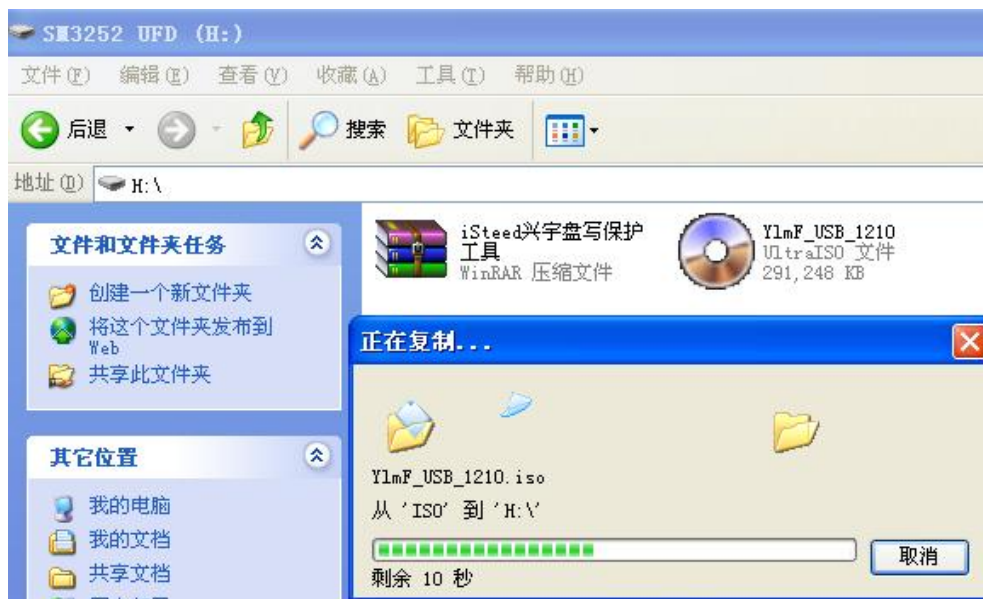 SM3252 UFD (H:)
文件(F) 编辑(E) 查看(V) 收藏(A) 工具(T) 帮助(H)
后退 搜索 文件夹
地址(D) H:\
文件和文件夹任务
创建一个新文件夹
将这个文件夹发布到
Web
共享此文件夹
其它位置
我的电脑
我的文档
共享文档
iSteed兴宇盘写保护
工具
WinRAR 压缩文件
YlmF_USB_1210
UltraISO 文件
291,248 KB
正在复制...
YlmF_USB_1210.iso
从 'ISO' 到 'H:\'
取消
剩余 10 秒